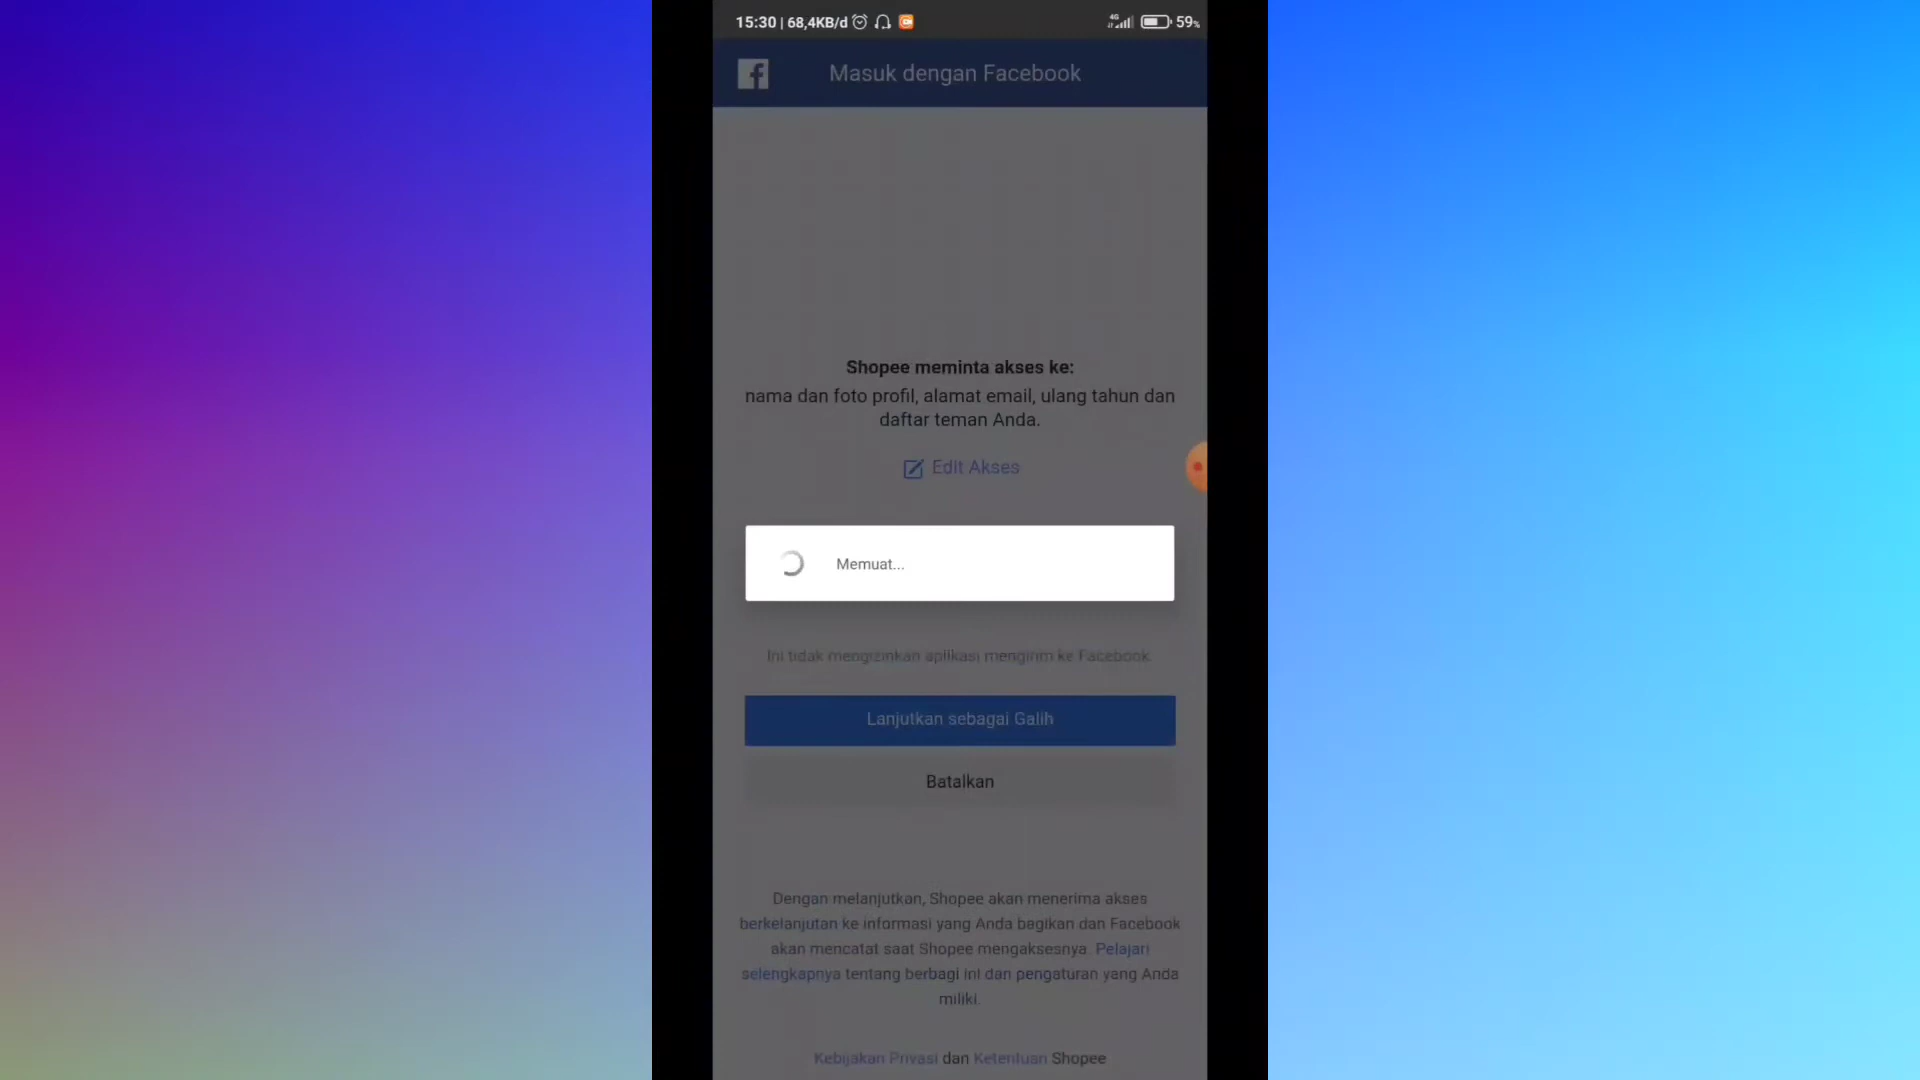 15:30 | 68,4KB/d
4G
59%
Masuk dengan Facebook
Shopee meminta akses ke:
nama dan foto profil, alamat email, ulang tahun dan
daftar teman Anda.
Edit Akses
Memuat...
Ini tidak mengizinkan aplikasi mengirim ke Facebook.
Lanjutkan sebagai Galih
Batalkan
Dengan melanjutkan, Shopee akan menerima akses
berkelanjutan ke informasi yang Anda bagikan dan Facebook
akan mencatat saat Shopee mengaksesnya. Pelajari
selengkapnya tentang berbagi ini dan pengaturan yang Anda
miliki.
Kebijakan Privasi dan Ketentuan Shopee